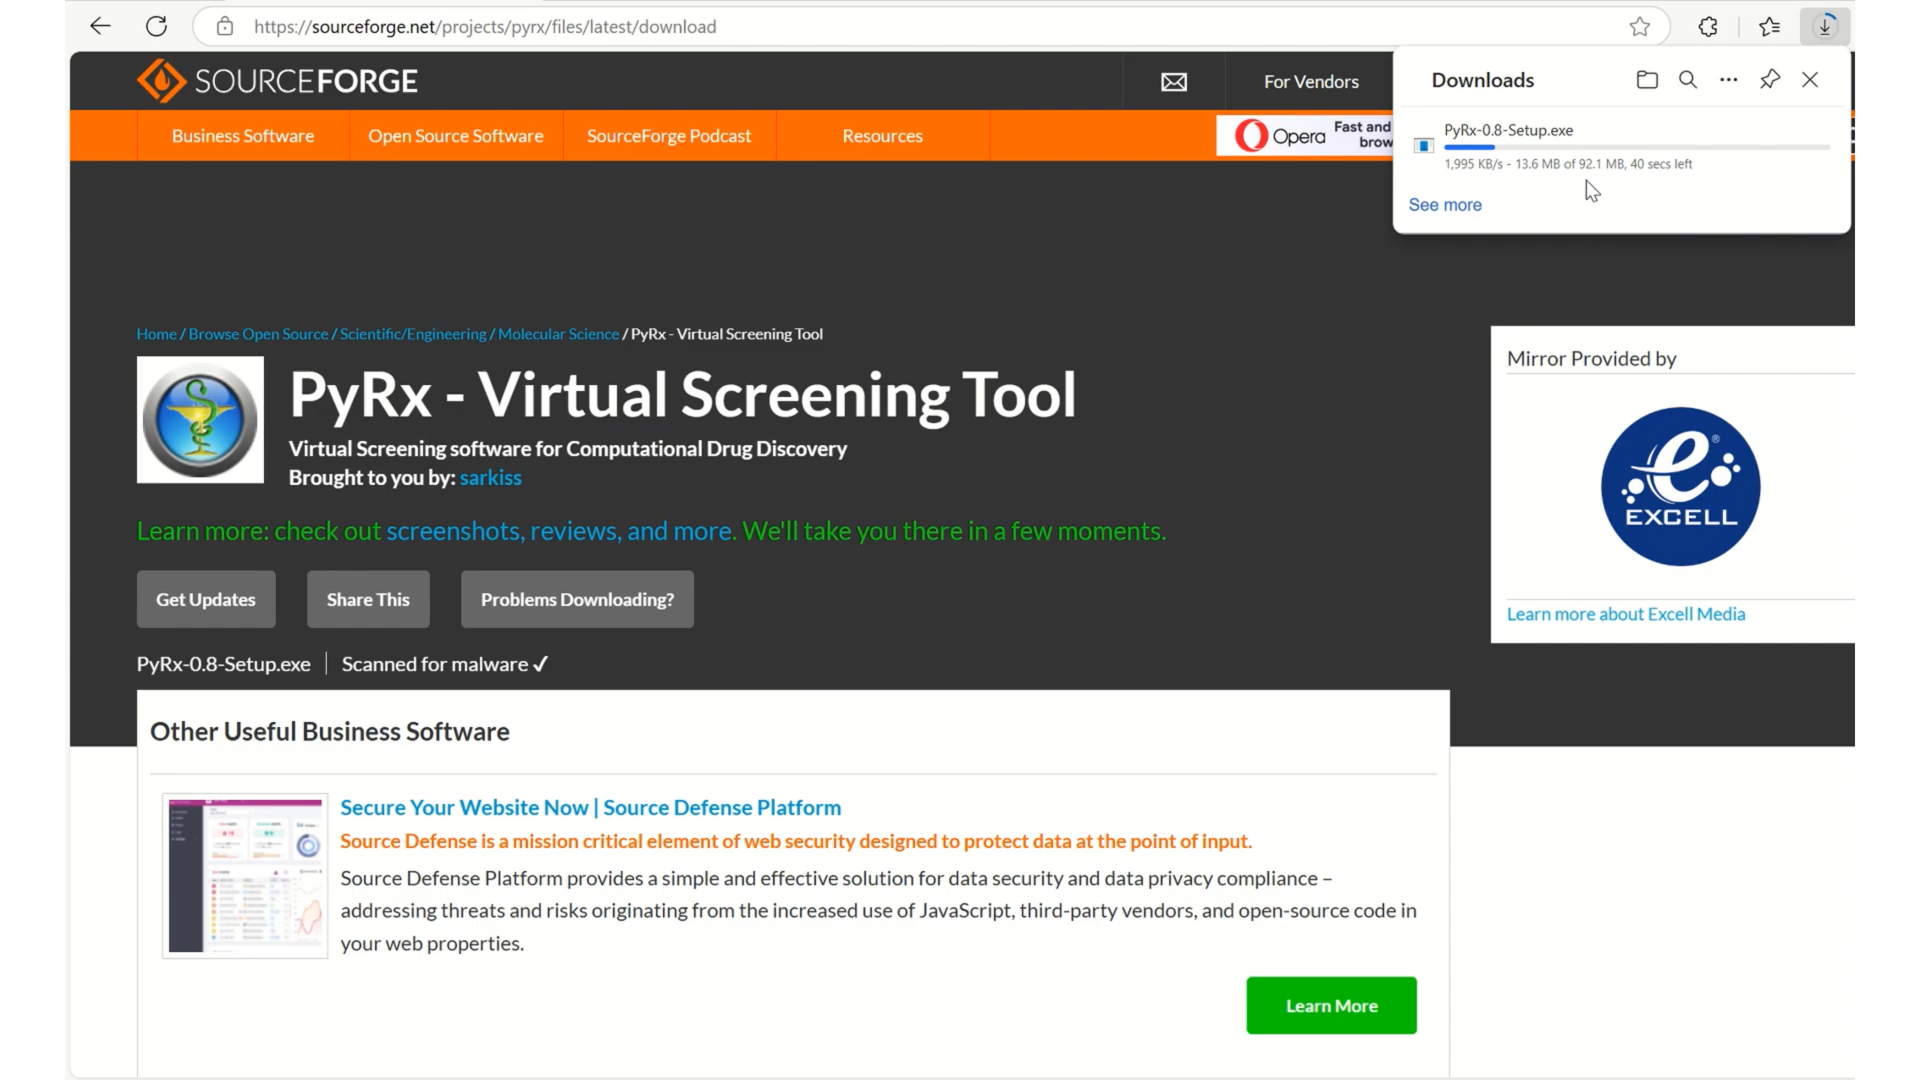 https://sourceforge.net/projects/pyrx/files/latest/download
SOURCEFORGE
For Vendors
Downloads
PyRx-0.8-Setup.exe
1,995 KB/s - 13.6 MB of 92.1 MB, 40 secs left
See more
Business Software
Open Source Software
SourceForge Podcast
Resources
Opera
Fast and
brow
Home / Browse Open Source / Scientific/Engineering / Molecular Science / PyRx - Virtual Screening Tool
PyRx - Virtual Screening Tool
Virtual Screening software for Computational Drug Discovery
Brought to you by: sarkiss
Learn more: check out screenshots, reviews, and more. We'll take you there in a few moments.
Get Updates
Share This
Problems Downloading?
PyRx-0.8-Setup.exe
Scanned for malware ✓
Mirror Provided by
e®
EXCELL
Learn more about Excell Media
Other Useful Business Software
Secure Your Website Now | Source Defense Platform
Source Defense is a mission critical element of web security designed to protect data at the point of input.
Source Defense Platform provides a simple and effective solution for data security and data privacy compliance –
addressing threats and risks originating from the increased use of JavaScript, third-party vendors, and open-source code in
your web properties.
Learn More